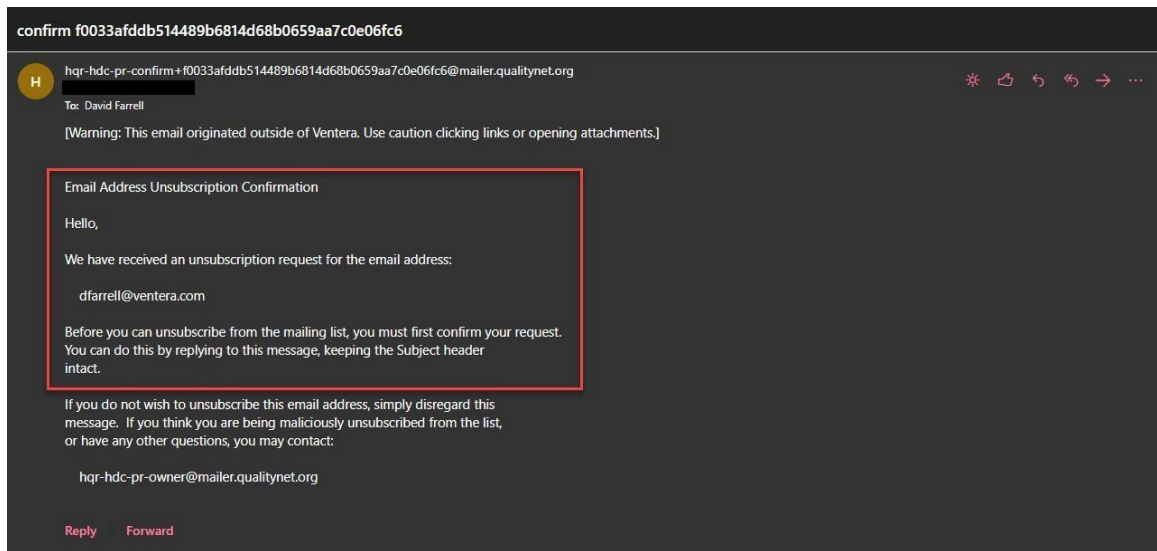 confirm f0033afddb514489b6814d68b0659aa7c0e06fc6
H
hqr-hdc-pr-confirm+f0033afddb514489b6814d68b0659aa7c0e06fc6@mailer.qualitynet.org
To: David Farrell
[Warning: This email originated outside of Ventera. Use caution clicking links or opening attachments.]
Email Address Unsubscription Confirmation
Hello,
We have received an unsubscription request for the email address:
dfarrell@ventera.com
Before you can unsubscribe from the mailing list, you must first confirm your request.
You can do this by replying to this message, keeping the Subject header
intact.
If you do not wish to unsubscribe this email address, simply disregard this
message. If you think you are being maliciously unsubscribed from the list,
or have any other questions, you may contact:
hqr-hdc-pr-owner@mailer.qualitynet.org
Reply Forward